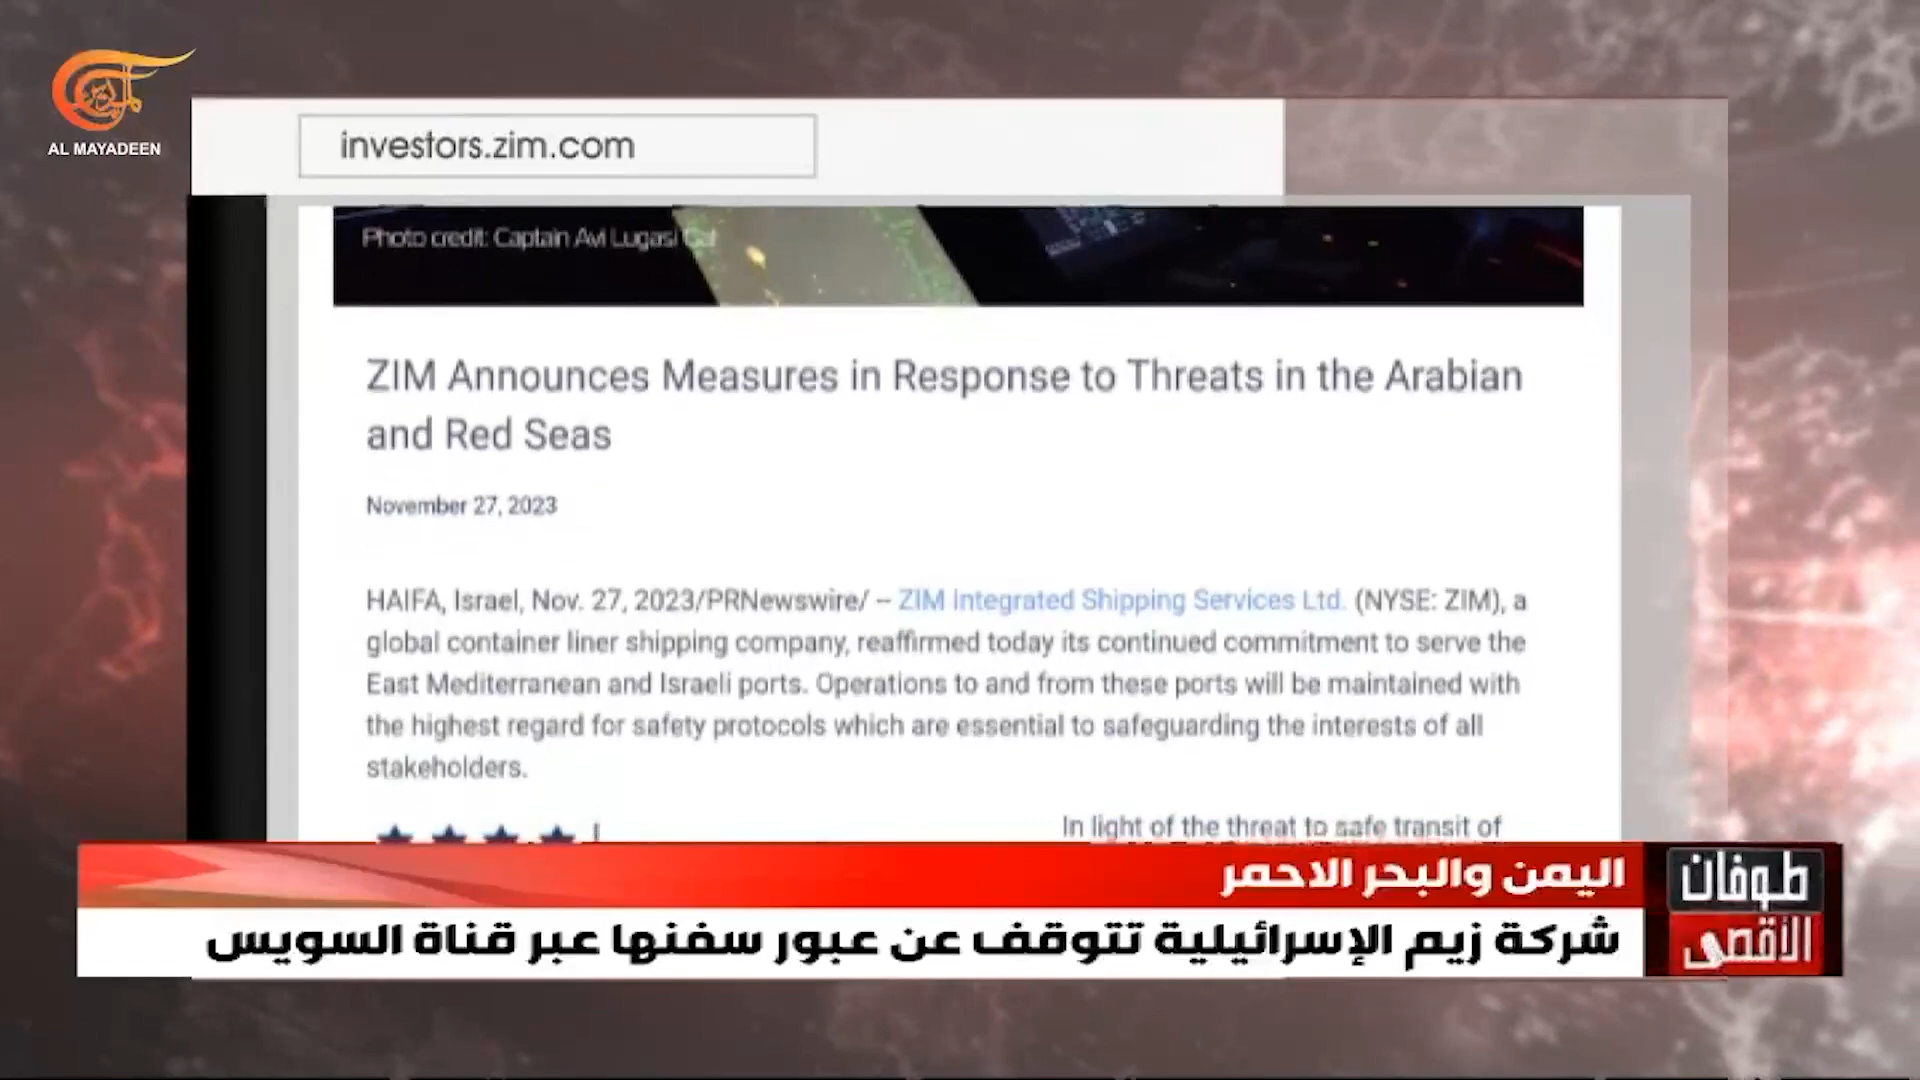 AL MAYADEEN
investors.zim.com
Photo credit: Captain Avi Lugasi Gal
ZIM Announces Measures in Response to Threats in the Arabian
and Red Seas
November 27, 2023
HAIFA, Israel, Nov. 27, 2023/PRNewswire/ – ZIM Integrated Shipping Services Ltd. (NYSE: ZIM), a
global container liner shipping company, reaffirmed today its continued commitment to serve the
East Mediterranean and Israeli ports. Operations to and from these ports will be maintained with
the highest regard for safety protocols which are essential to safeguarding the interests of all
stakeholders.
In light of the threat to safe transit of
اليمن والبحر الاحمر
شركة زيم الإسرائيلية تتوقف عن عبور سفنها عبر قناة السويس
طوفان
الأقصى